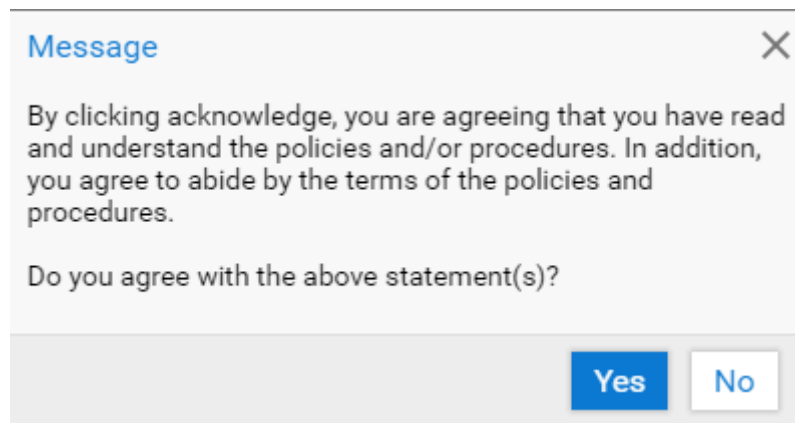 Message
By clicking acknowledge, you are agreeing that you have read
and understand the policies and/or procedures. In addition,
you agree to abide by the terms of the policies and
procedures.
Do you agree with the above statement(s)?
Yes No